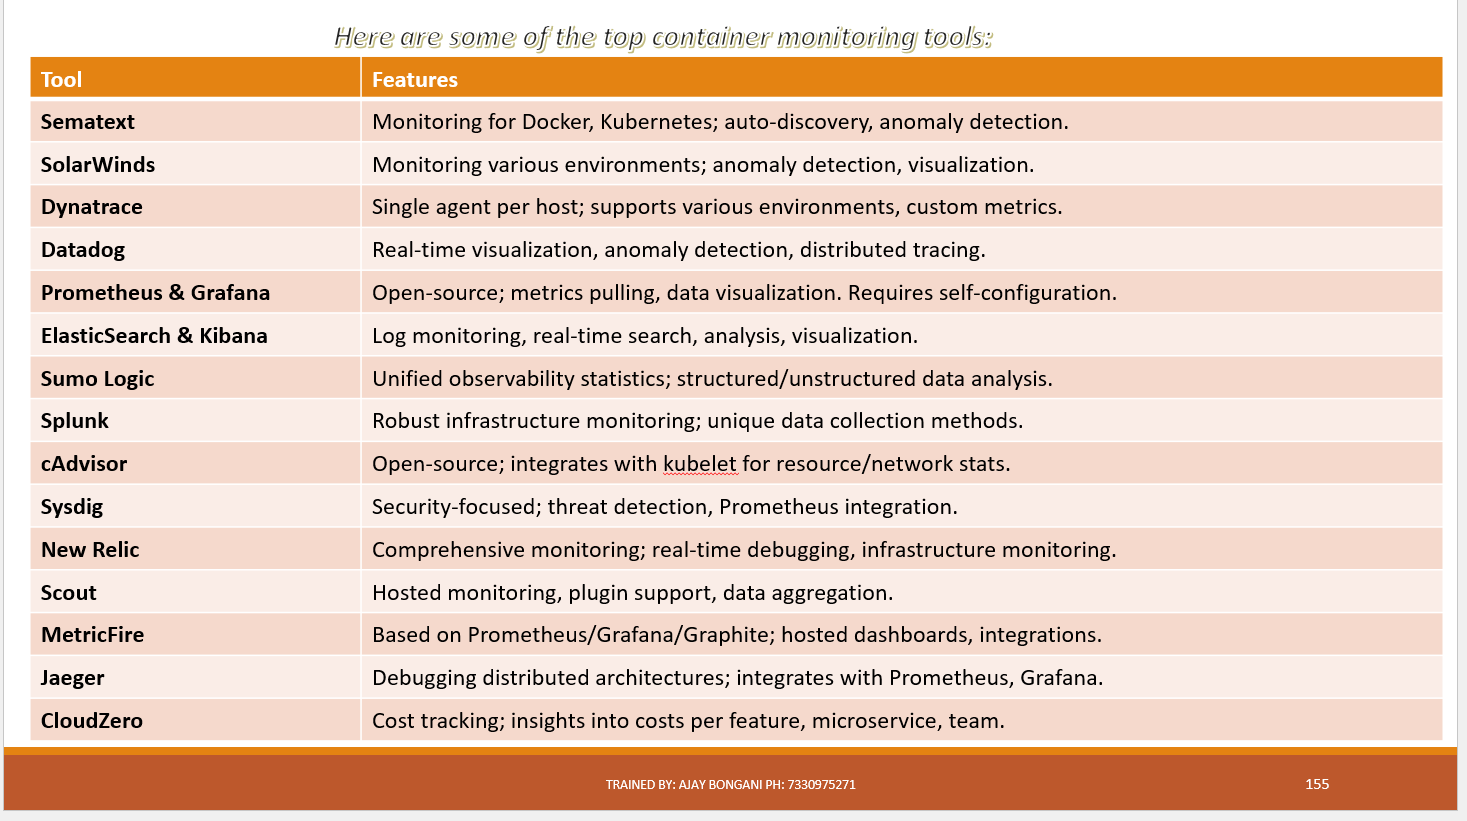 Here are some of the top container monitoring tools:
Tool Features
Sematext Monitoring for Docker, Kubernetes; auto-discovery, anomaly detection.
SolarWinds Monitoring various environments; anomaly detection, visualization.
Dynatrace Single agent per host; supports various environments, custom metrics.
Datadog Real-time visualization, anomaly detection, distributed tracing.
Prometheus & Grafana Open-source; metrics pulling, data visualization. Requires self-configuration.
ElasticSearch & Kibana Log monitoring, real-time search, analysis, visualization.
Sumo Logic Unified observability statistics; structured/unstructured data analysis.
Splunk Robust infrastructure monitoring; unique data collection methods.
cAdvisor Open-source; integrates with kubelet for resource/network stats.
Sysdig Security-focused; threat detection, Prometheus integration.
New Relic Comprehensive monitoring; real-time debugging, infrastructure monitoring.
Scout Hosted monitoring, plugin support, data aggregation.
MetricFire Based on Prometheus/Grafana/Graphite; hosted dashboards, integrations.
Jaeger Debugging distributed architectures; integrates with Prometheus, Grafana.
CloudZero Cost tracking; insights into costs per feature, microservice, team.
TRAINED BY: AJAY BONGANI PH: 7330975271 155